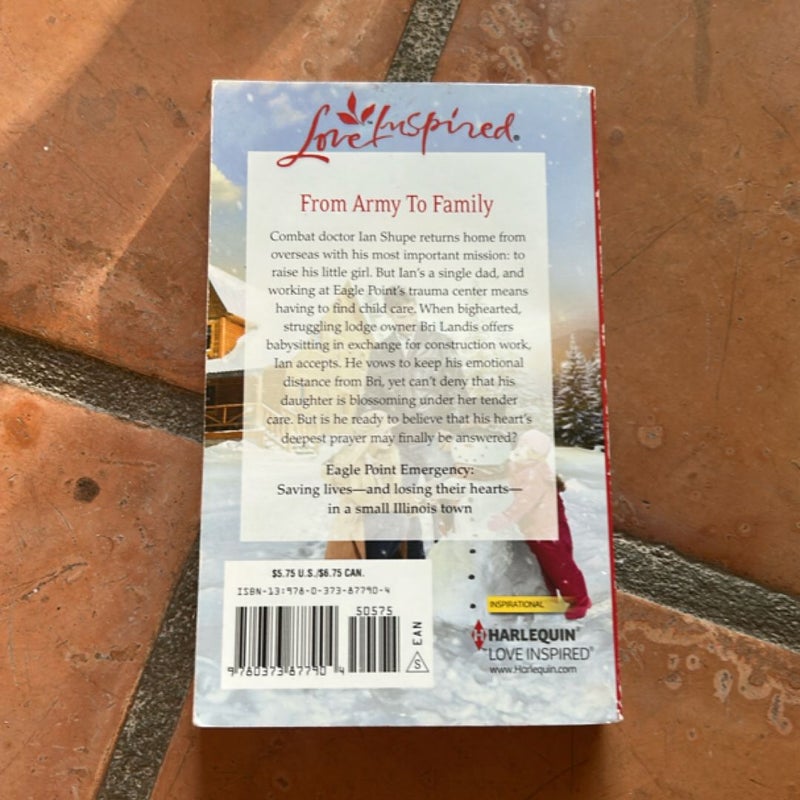 Love Inspired®
From Army To Family
Combat doctor Ian Shupe returns home from
overseas with his most important mission: to
raise his little girl. But Ian's a single dad, and
working at Eagle Point's trauma center means
having to find child care. When bighearted,
struggling lodge owner Bri Landis offers
babysitting in exchange for construction work,
Ian accepts. He vows to keep his emotional
distance from Bri, yet can't deny that his
daughter is blossoming under her tender
care. But is he ready to believe that his heart's
deepest prayer may finally be answered?
Eagle Point Emergency:
Saving lives—and losing their hearts—
in a small Illinois town
$5.75 U.S./$6.75 CAN.
ISBN-13:978-0-373-87790-4
50575
9 780373 87790 4
EAN
S
INSPIRATIONAL
HARLEQUIN®
LOVE INSPIRED®
www.Harlequin.com